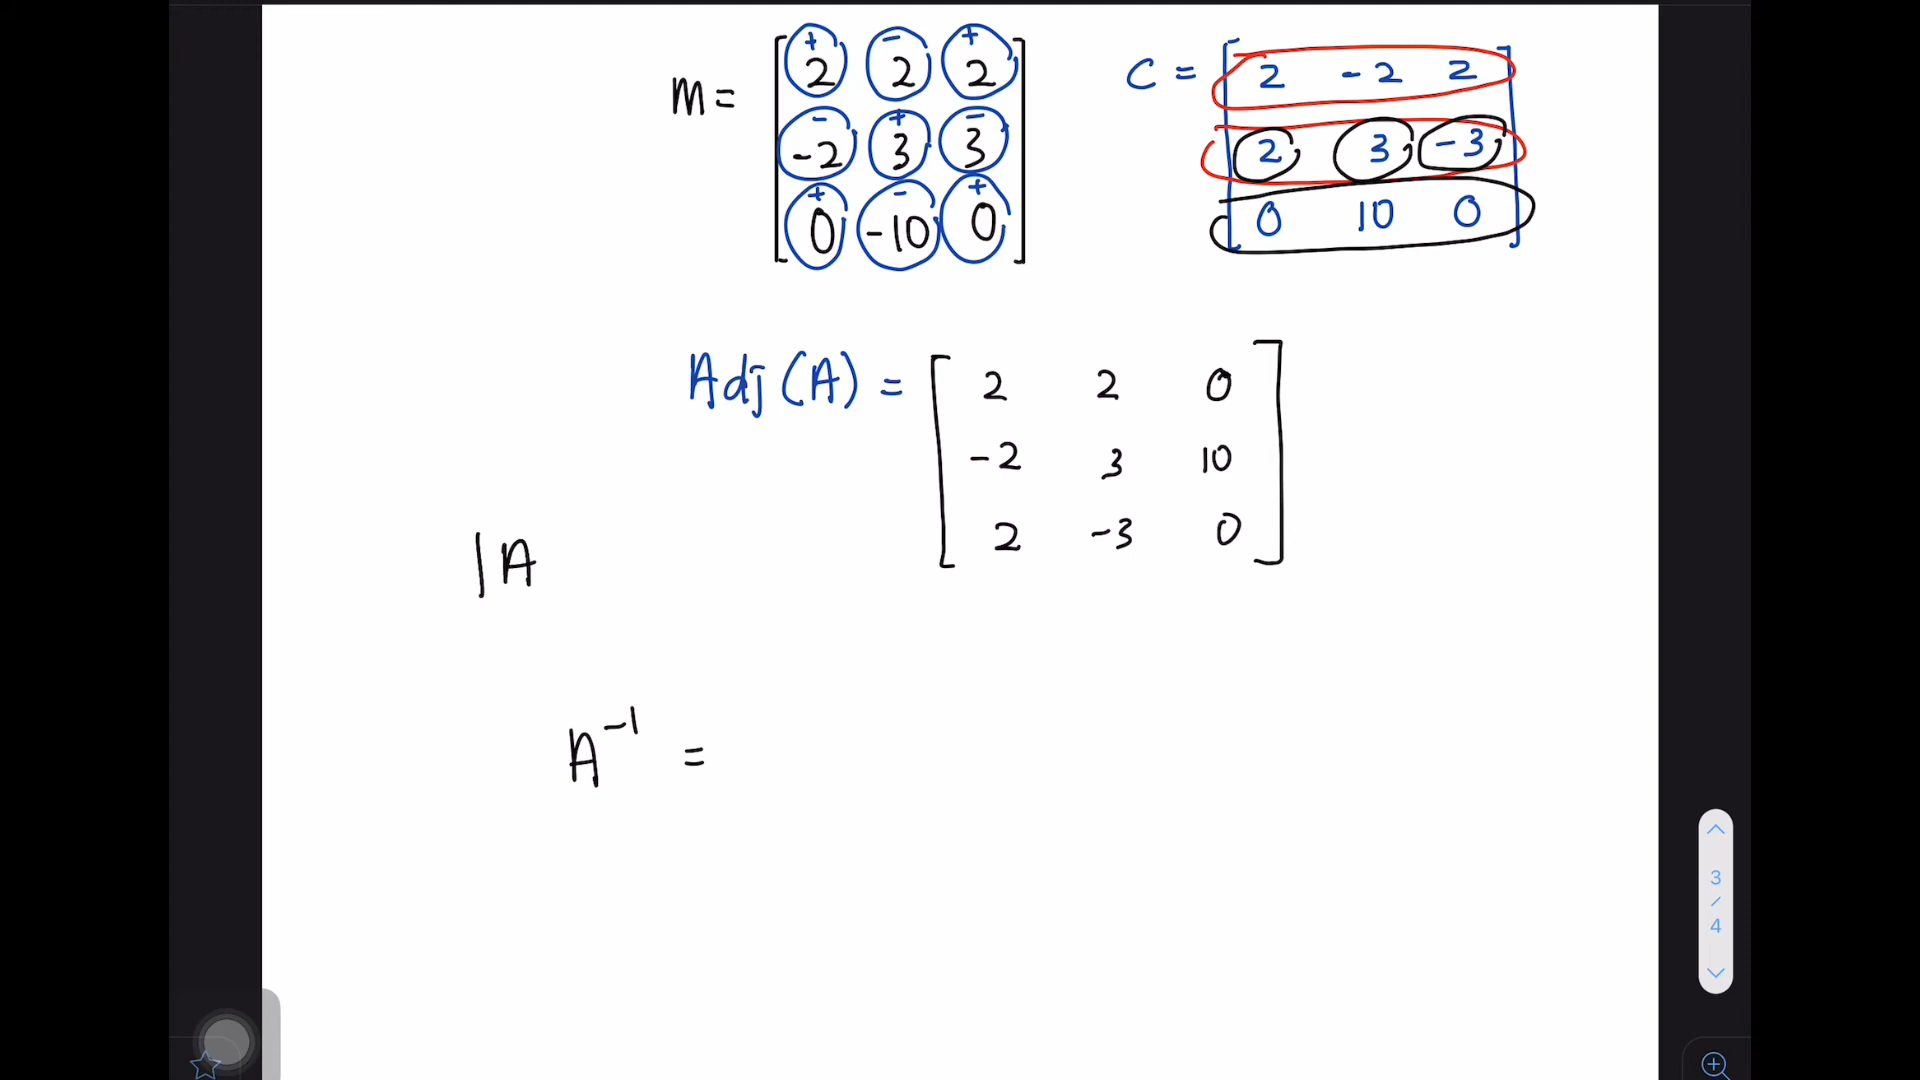 M = [ + 2 - 2 + 2
- -2 + 3 - 3
+ 0 - -10 + 0 ]
C = [ 2 -2 2
2 3 -3
0 10 0 ]
Adj (A) = [ 2 2 0
-2 3 10
2 -3 0 ]
|A
A⁻¹ =
3
/
4